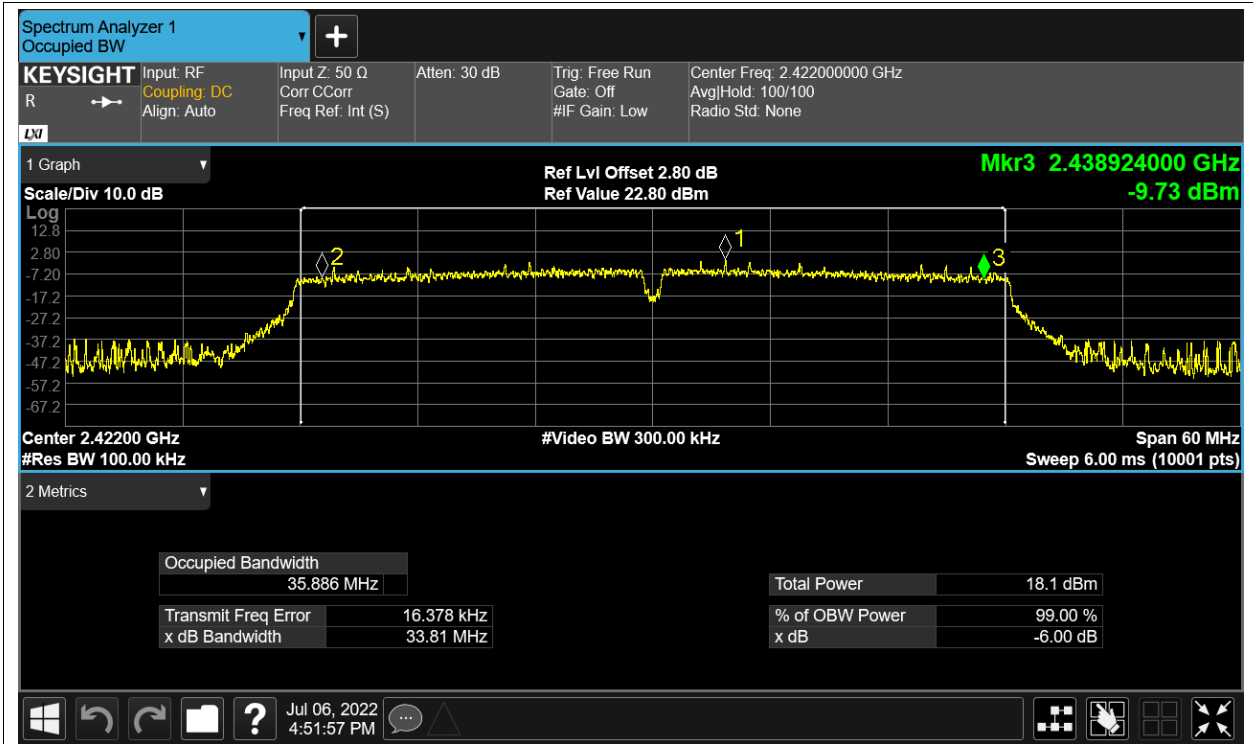 Spectrum Analyzer 1
Occupied BW
+
KEYSIGHT
R
LXI
Input: RF
Coupling: DC
Align: Auto
Input Z: 50 Ω
Corr CCorr
Freq Ref: Int (S)
Atten: 30 dB
Trig: Free Run
Gate: Off
#IF Gain: Low
Center Freq: 2.422000000 GHz
Avg|Hold: 100/100
Radio Std: None
1 Graph
Scale/Div 10.0 dB
Ref Lvl Offset 2.80 dB
Ref Value 22.80 dBm
Mkr3 2.438924000 GHz
-9.73 dBm
Log
12.8
2.80
-7.20
-17.2
-27.2
-37.2
-47.2
-57.2
-67.2
2
1
3
Center 2.42200 GHz
#Res BW 100.00 kHz
#Video BW 300.00 kHz
Span 60 MHz
Sweep 6.00 ms (10001 pts)
2 Metrics
Occupied Bandwidth
35.886 MHz
Transmit Freq Error 16.378 kHz
x dB Bandwidth 33.81 MHz
Total Power 18.1 dBm
% of OBW Power 99.00 %
x dB -6.00 dB
?
Jul 06, 2022
4:51:57 PM